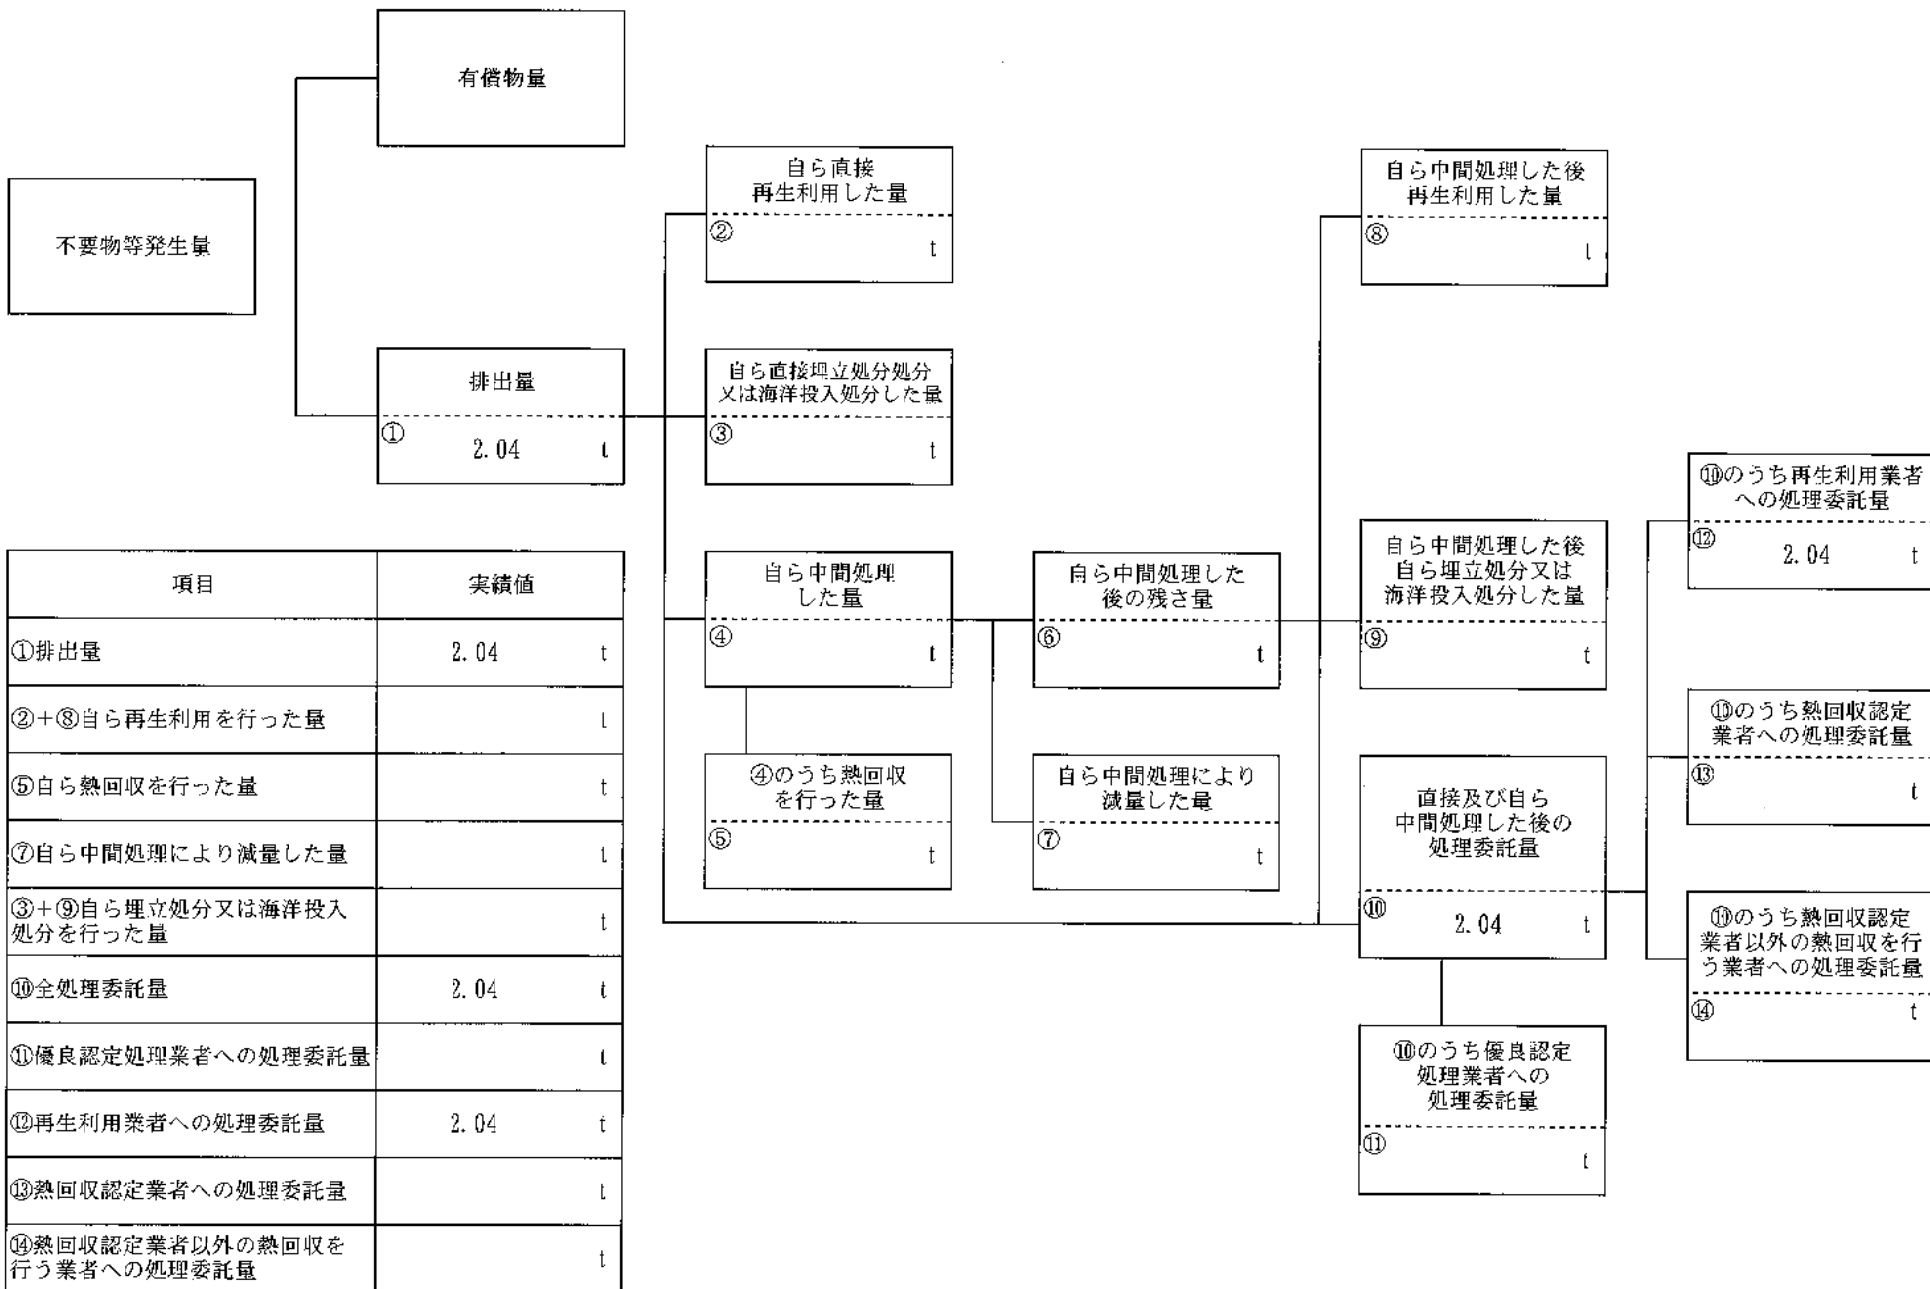 有償物量
不要物等発生量
排出量
① 2.04 t
自ら直接
再生利用した量
② t
自ら直接埋立処分処分
又は海洋投入処分した量
③ t
自ら中間処理
した量
④ t
④のうち熱回収
を行った量
⑤ t
自ら中間処理した
後の残さ量
⑥ t
自ら中間処理により
減量した量
⑦ t
自ら中間処理した後
再生利用した量
⑧ t
自ら中間処理した後
自ら埋立処分又は
海洋投入処分した量
⑨ t
直接及び自ら
中間処理した後の
処理委託量
⑩ 2.04 t
⑩のうち優良認定
処理業者への
処理委託量
⑪ t
⑩のうち再生利用業者
への処理委託量
⑫ 2.04 t
⑩のうち熱回収認定
業者への処理委託量
⑬ t
⑩のうち熱回収認定
業者以外の熱回収を行
う業者への処理委託量
⑭ t
項目 実績値
①排出量 2.04 t
②+⑧自ら再生利用を行った量 t
⑤自ら熱回収を行った量 t
⑦自ら中間処理により減量した量 t
③+⑨自ら埋立処分又は海洋投入
処分を行った量 t
⑩全処理委託量 2.04 t
⑪優良認定処理業者への処理委託量 t
⑫再生利用業者への処理委託量 2.04 t
⑬熱回収認定業者への処理委託量 t
⑭熱回収認定業者以外の熱回収を
行う業者への処理委託量 t